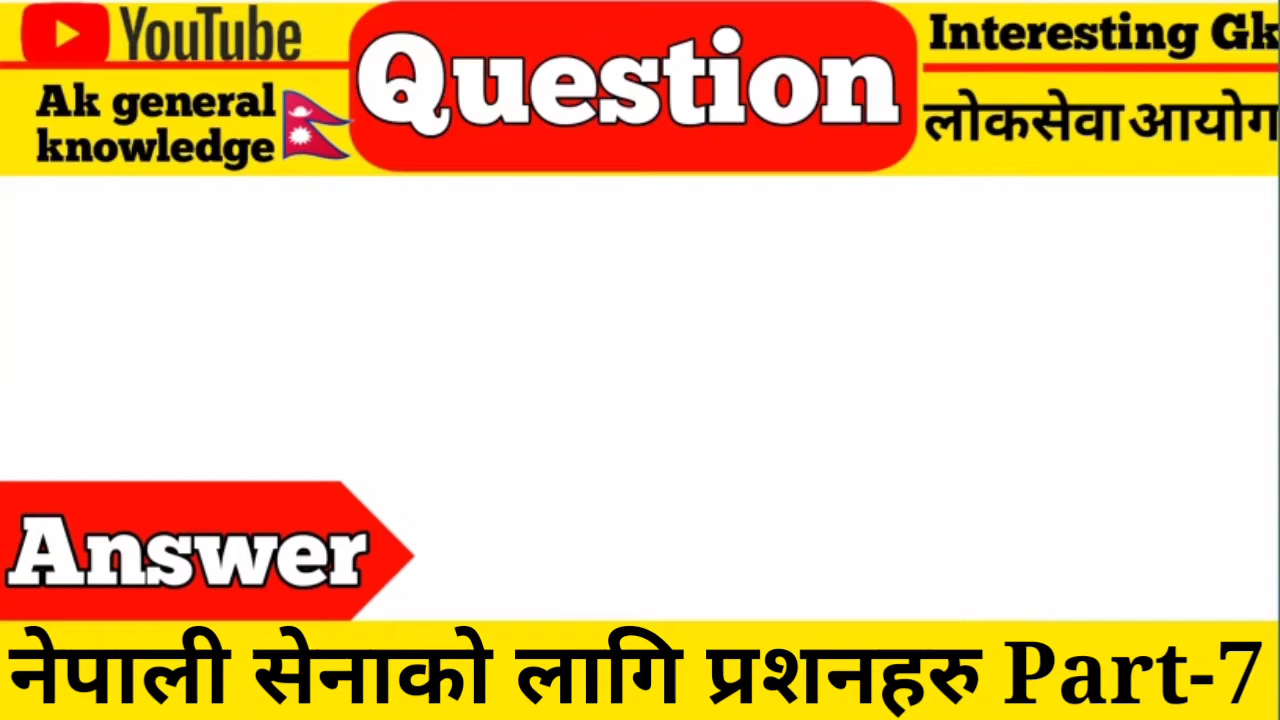 YouTube
Ak general
knowledge
Question
Interesting Gk
लोकसेवा आयोग
Answer
नेपाली सेनाको लागि प्रशनहरु Part-7